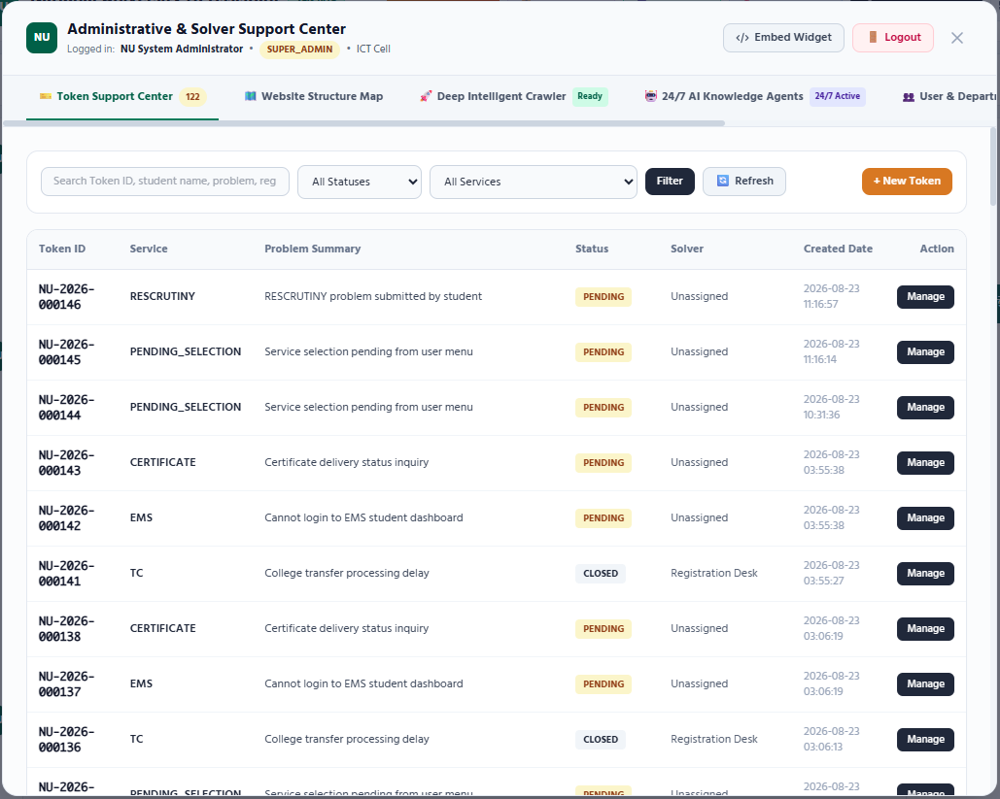 NU
Administrative & Solver Support Center
Logged in: NU System Administrator • SUPER_ADMIN • ICT Cell
</> Embed Widget
Logout
Token Support Center 122
Website Structure Map
Deep Intelligent Crawler Ready
24/7 AI Knowledge Agents 24/7 Active
User & Departm
Search Token ID, student name, problem, reg
All Statuses
All Services
Filter
Refresh
+ New Token
Token ID Service Problem Summary Status Solver Created Date Action
NU-2026-
000146
RESCRUTINY
RESCRUTINY problem submitted by student
PENDING
Unassigned
2026-08-23
11:16:57
Manage
NU-2026-
000145
PENDING_SELECTION
Service selection pending from user menu
PENDING
Unassigned
2026-08-23
11:16:14
Manage
NU-2026-
000144
PENDING_SELECTION
Service selection pending from user menu
PENDING
Unassigned
2026-08-23
10:31:36
Manage
NU-2026-
000143
CERTIFICATE
Certificate delivery status inquiry
PENDING
Unassigned
2026-08-23
03:55:38
Manage
NU-2026-
000142
EMS
Cannot login to EMS student dashboard
PENDING
Unassigned
2026-08-23
03:55:38
Manage
NU-2026-
000141
TC
College transfer processing delay
CLOSED
Registration Desk
2026-08-23
03:55:27
Manage
NU-2026-
000138
CERTIFICATE
Certificate delivery status inquiry
PENDING
Unassigned
2026-08-23
03:06:19
Manage
NU-2026-
000137
EMS
Cannot login to EMS student dashboard
PENDING
Unassigned
2026-08-23
03:06:19
Manage
NU-2026-
000136
TC
College transfer processing delay
CLOSED
Registration Desk
2026-08-23
03:06:13
Manage
NU-2026-
PENDING_SELECTION
Service selection pending from user menu
PENDING
Unassigned
2026-08-23
Manage